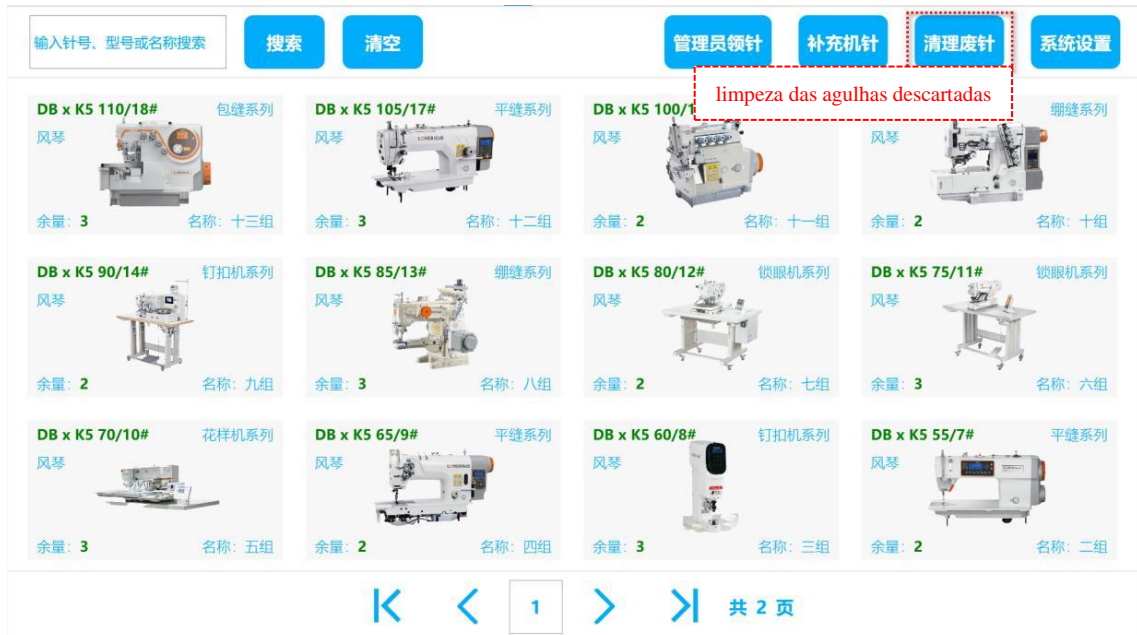 输入针号、型号或名称搜索 搜索 清空 管理员领针 补充机针 清理废针 系统设置
limpeza das agulhas descartadas
DB x K5 110/18# 包缝系列
风琴
余量: 3 名称: 十三组
DB x K5 105/17# 平缝系列
风琴
余量: 3 名称: 十二组
DB x K5 100/1
风琴
余量: 2 名称: 十一组
绷缝系列
风琴
余量: 2 名称: 十组
DB x K5 90/14# 钉扣机系列
风琴
余量: 2 名称: 九组
DB x K5 85/13# 绷缝系列
风琴
余量: 3 名称: 八组
DB x K5 80/12# 锁眼机系列
风琴
余量: 2 名称: 七组
DB x K5 75/11# 锁眼机系列
风琴
余量: 3 名称: 六组
DB x K5 70/10# 花样机系列
风琴
余量: 3 名称: 五组
DB x K5 65/9# 平缝系列
风琴
余量: 2 名称: 四组
DB x K5 60/8# 钉扣机系列
风琴
余量: 3 名称: 三组
DB x K5 55/7# 平缝系列
风琴
余量: 2 名称: 二组
1 共 2 页